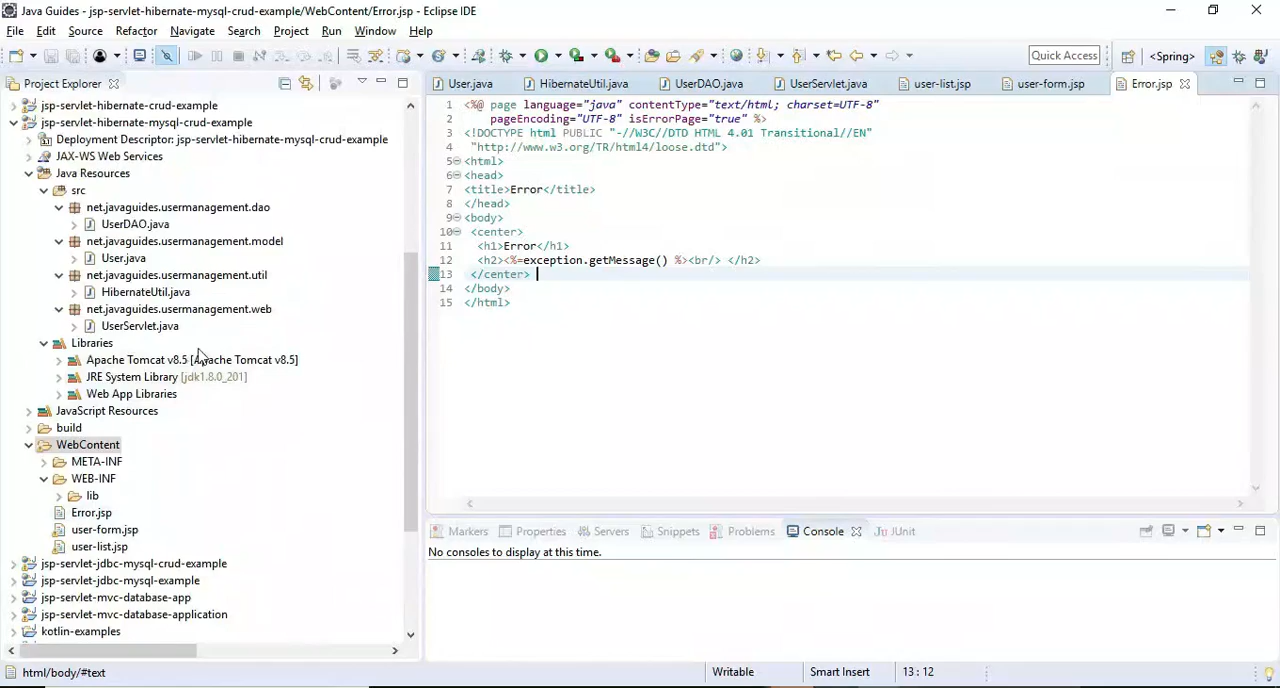 Java Guides - jsp-servlet-hibernate-mysql-crud-example/WebContent/Error.jsp - Eclipse IDE
File Edit Source Refactor Navigate Search Project Run Window Help
Quick Access
<Spring>
Project Explorer
jsp-servlet-hibernate-crud-example
jsp-servlet-hibernate-mysql-crud-example
Deployment Descriptor: jsp-servlet-hibernate-mysql-crud-example
JAX-WS Web Services
Java Resources
src
net.javaguides.usermanagement.dao
UserDAO.java
net.javaguides.usermanagement.model
User.java
net.javaguides.usermanagement.util
HibernateUtil.java
net.javaguides.usermanagement.web
UserServlet.java
Libraries
Apache Tomcat v8.5 [Apache Tomcat v8.5]
JRE System Library [jdk1.8.0_201]
Web App Libraries
JavaScript Resources
build
WebContent
META-INF
WEB-INF
lib
Error.jsp
user-form.jsp
user-list.jsp
jsp-servlet-jdbc-mysql-crud-example
jsp-servlet-jdbc-mysql-example
jsp-servlet-mvc-database-app
jsp-servlet-mvc-database-application
kotlin-examples
User.java HibernateUtil.java UserDAO.java UserServlet.java user-list.jsp user-form.jsp Error.jsp
1 <%@ page language="java" contentType="text/html; charset=UTF-8"
2 pageEncoding="UTF-8" isErrorPage="true" %>
3 <!DOCTYPE html PUBLIC "-//W3C//DTD HTML 4.01 Transitional//EN"
4 "http://www.w3.org/TR/html4/loose.dtd">
5 <html>
6 <head>
7 <title>Error</title>
8 </head>
9 <body>
10 <center>
11 <h1>Error</h1>
12 <h2><%=exception.getMessage() %><br/> </h2>
13 </center>
14 </body>
15 </html>
Markers Properties Servers Snippets Problems Console JUnit
No consoles to display at this time.
html/body/#text
Writable
Smart Insert
13 : 12